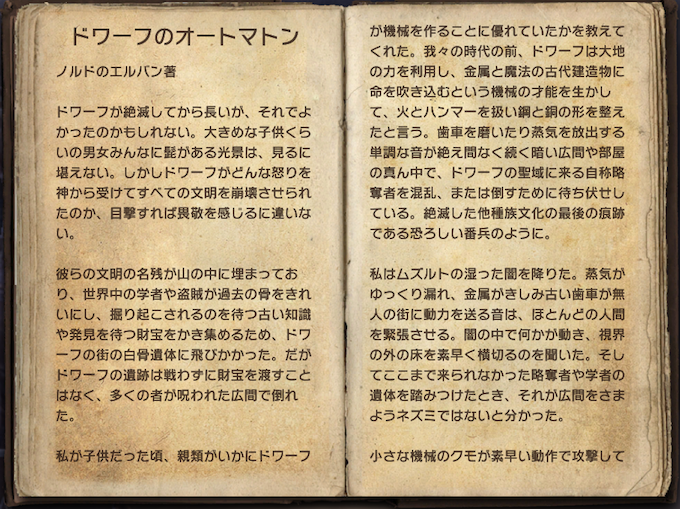 ドワーフのオートマトン
ノルドのエルバン著
ドワーフが絶滅してから長いが、それでよ
かったのかもしれない。大きめな子供くら
いの男女みんなに髭がある光景は、見るに
堪えない。しかしドワーフがどんな怒りを
神から受けてすべての文明を崩壊させられ
たのか、目撃すれば畏敬を感じるに違いな
い。
彼らの文明の名残が山の中に埋まってお
り、世界中の学者や盗賊が過去の骨をきれ
いにし、掘り起こされるのを待つ古い知識
や発見を待つ財宝をかき集めるため、ドワ
ーフの街の白骨遺体に飛びかかった。だが
ドワーフの遺跡は戦わずに財宝を渡すこと
はなく、多くの者が呪われた広間で倒れ
た。
私が子供だった頃、親類がいかにドワーフ
が機械を作ることに優れていたかを教えて
くれた。我々の時代の前、ドワーフは大地
の力を利用し、金属と魔法の古代建造物に
命を吹き込むという機械の才能を生かし
て、火とハンマーを扱い鋼と銅の形を整え
たと言う。歯車を磨いたり蒸気を放出する
単調な音が絶え間なく続く暗い広間や部屋
の真ん中で、ドワーフの聖域に来る自称略
奪者を混乱、または倒すために待ち伏せし
ている。絶滅した他種族文化の最後の痕跡
である恐ろしい番兵のように。
私はムズルトの湿った闇を降りた。蒸気が
ゆっくり漏れ、金属がきしみ古い歯車が無
人の街に動力を送る音は、ほとんどの人間
を緊張させる。闇の中で何かが動き、視界
の外の床を素早く横切るのを聞いた。そし
てここまで来られなかった略奪者や学者の
遺体を踏みつけたとき、それが広間をさま
ようネズミではないと分かった。
小さな機械のクモが素早い動作で攻撃して